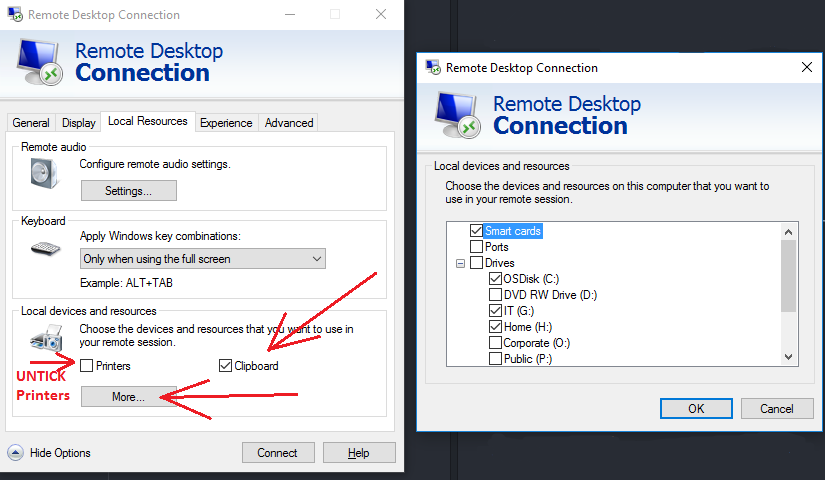 Remote Desktop Connection
Remote Desktop
Connection
General Display Local Resources Experience Advanced
Remote audio
Configure remote audio settings.
Settings...
Keyboard
Apply Windows key combinations:
Only when using the full screen
Example: ALT+TAB
Local devices and resources
Choose the devices and resources that you want to use in
your remote session.
Printers Clipboard
UNTICK
Printers
More...
Hide Options Connect Help
Remote Desktop Connection
Remote Desktop
Connection
Local devices and resources
Choose the devices and resources on this computer that you want to
use in your remote session.
Smart cards
Ports
Drives
OSDisk (C:)
DVD RW Drive (D:)
IT (G:)
Home (H:)
Corporate (O:)
Public (P:)
OK Cancel